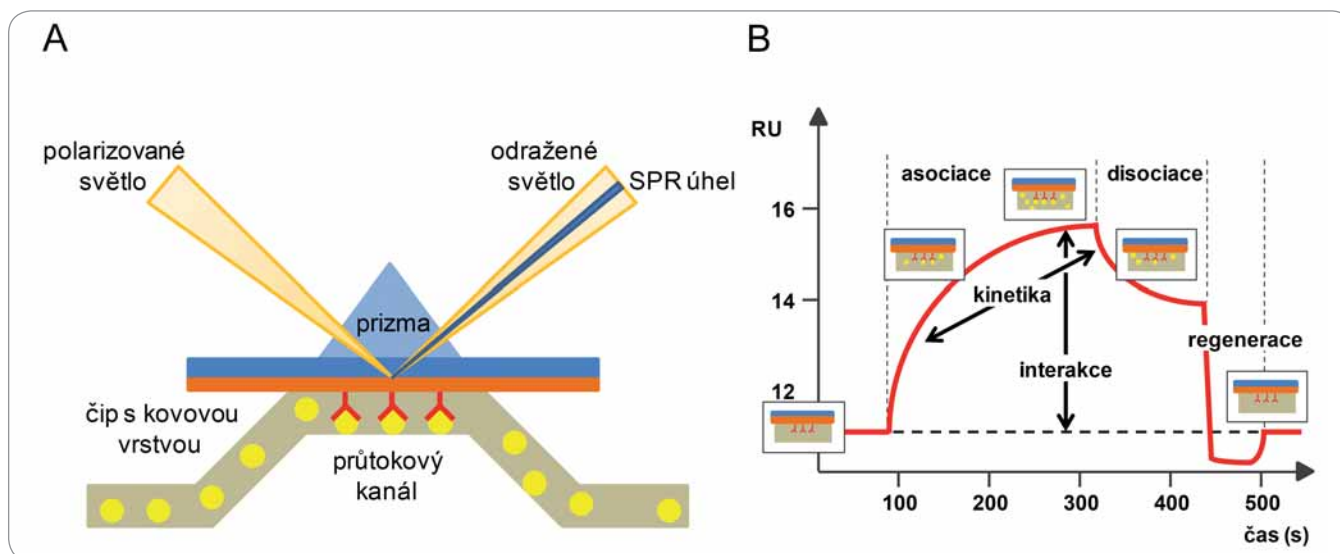 A
polarizované
světlo
odražené
světlo
SPR úhel
prizma
čip s kovovou
vrstvou
průtokový
kanál
B
RU
16
14
12
asociace
disociace
kinetika
interakce
regenerace
100
200
300
400
500
čas (s)